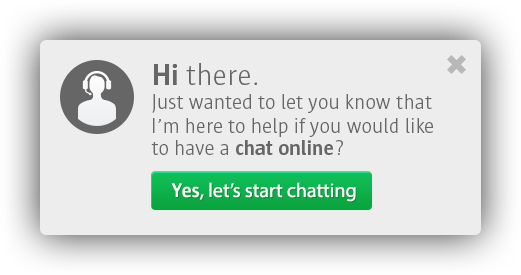 Hi there.
Just wanted to let you know that
I'm here to help if you would like
to have a chat online?
Yes, let's start chatting